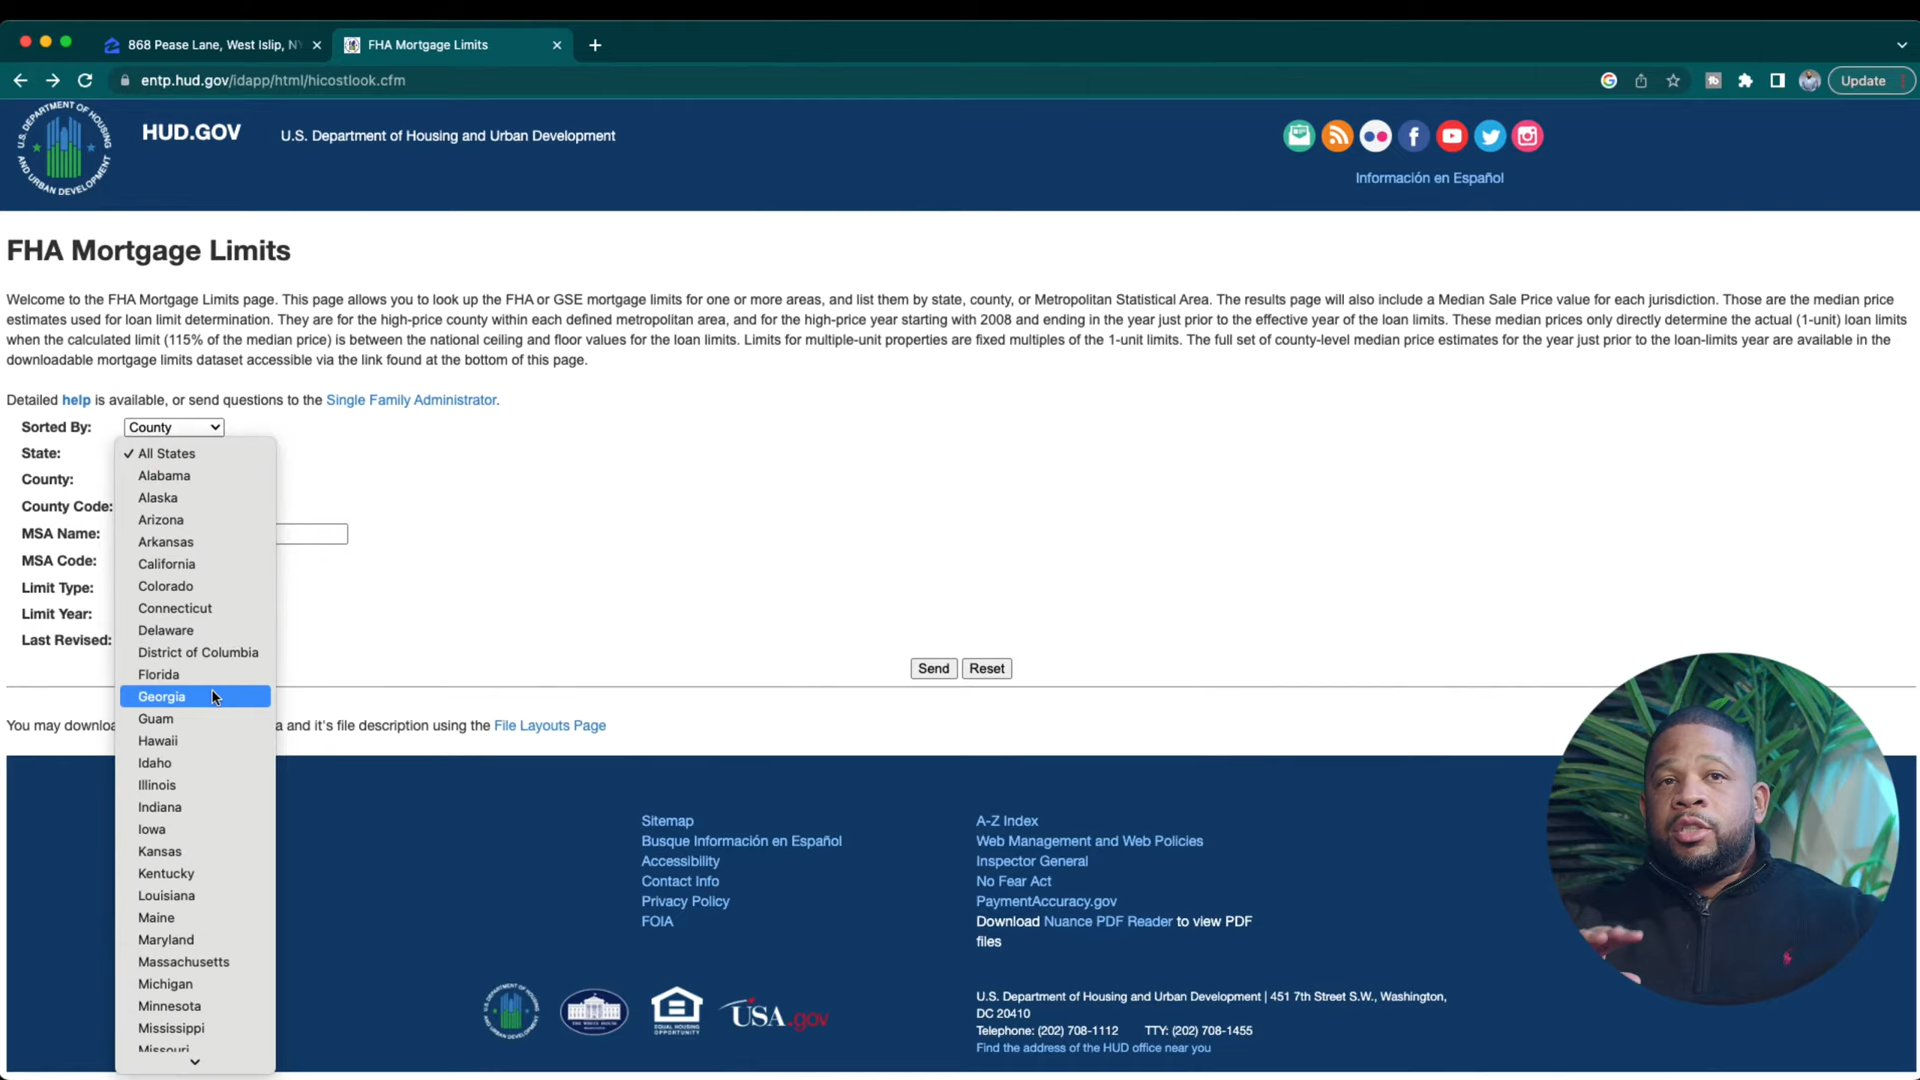 868 Pease Lane, West Islip, NY
FHA Mortgage Limits
entp.hud.gov/idapp/html/hicostlook.cfm
Update
U.S. DEPARTMENT OF HOUSING AND URBAN DEVELOPMENT
HUD.GOV
U.S. Department of Housing and Urban Development
Información en Español
FHA Mortgage Limits
Welcome to the FHA Mortgage Limits page. This page allows you to look up the FHA or GSE mortgage limits for one or more areas, and list them by state, county, or Metropolitan Statistical Area. The results page will also include a Median Sale Price value for each jurisdiction. Those are the median price
estimates used for loan limit determination. They are for the high-price county within each defined metropolitan area, and for the high-price year starting with 2008 and ending in the year just prior to the effective year of the loan limits. These median prices only directly determine the actual (1-unit) loan limits
when the calculated limit (115% of the median price) is between the national ceiling and floor values for the loan limits. Limits for multiple-unit properties are fixed multiples of the 1-unit limits. The full set of county-level median price estimates for the year just prior to the loan-limits year are available in the
downloadable mortgage limits dataset accessible via the link found at the bottom of this page.
Detailed help is available, or send questions to the Single Family Administrator.
Sorted By: County
State:
County:
County Code:
MSA Name:
MSA Code:
Limit Type:
Limit Year:
Last Revised:
✓ All States
Alabama
Alaska
Arizona
Arkansas
California
Colorado
Connecticut
Delaware
District of Columbia
Florida
Georgia
Guam
Hawaii
Idaho
Illinois
Indiana
Iowa
Kansas
Kentucky
Louisiana
Maine
Maryland
Massachusetts
Michigan
Minnesota
Mississippi
Missouri
Send Reset
You may downloa a and it's file description using the File Layouts Page
Sitemap
Busque Información en Español
Accessibility
Contact Info
Privacy Policy
FOIA
A-Z Index
Web Management and Web Policies
Inspector General
No Fear Act
PaymentAccuracy.gov
Download Nuance PDF Reader to view PDF
files
THE WHITE HOUSE
EQUAL HOUSING
OPPORTUNITY
USA.gov
U.S. Department of Housing and Urban Development | 451 7th Street S.W., Washington,
DC 20410
Telephone: (202) 708-1112 TTY: (202) 708-1455
Find the address of the HUD office near you